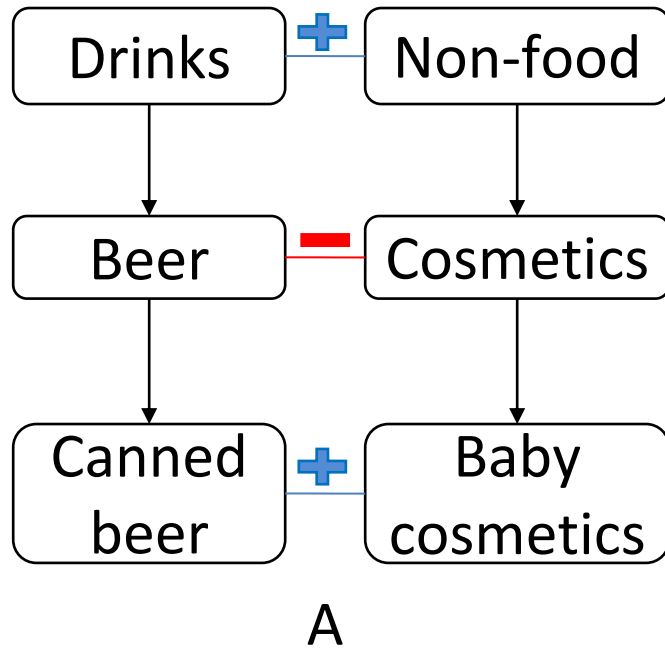 Drinks
Non-food
Beer
Cosmetics
Canned
beer
Baby
cosmetics
A